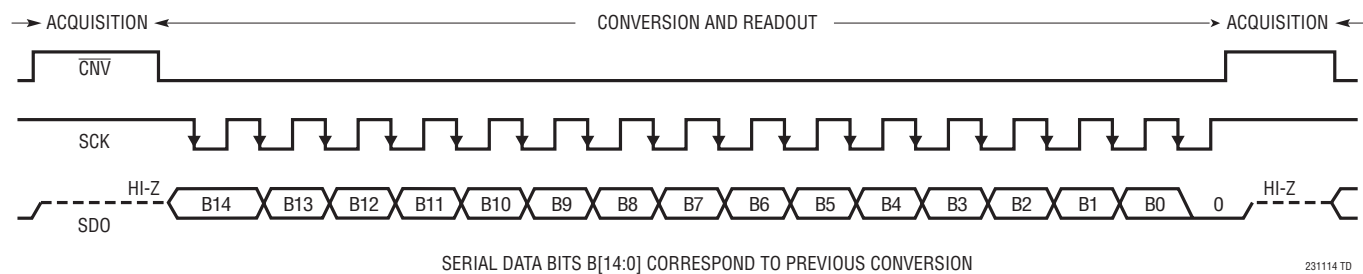 ACQUISITION CONVERSION AND READOUT ACQUISITION
CNV
SCK
HI-Z B14 B13 B12 B11 B10 B9 B8 B7 B6 B5 B4 B3 B2 B1 B0 0 HI-Z
SDO
SERIAL DATA BITS B[14:0] CORRESPOND TO PREVIOUS CONVERSION
231114 TD